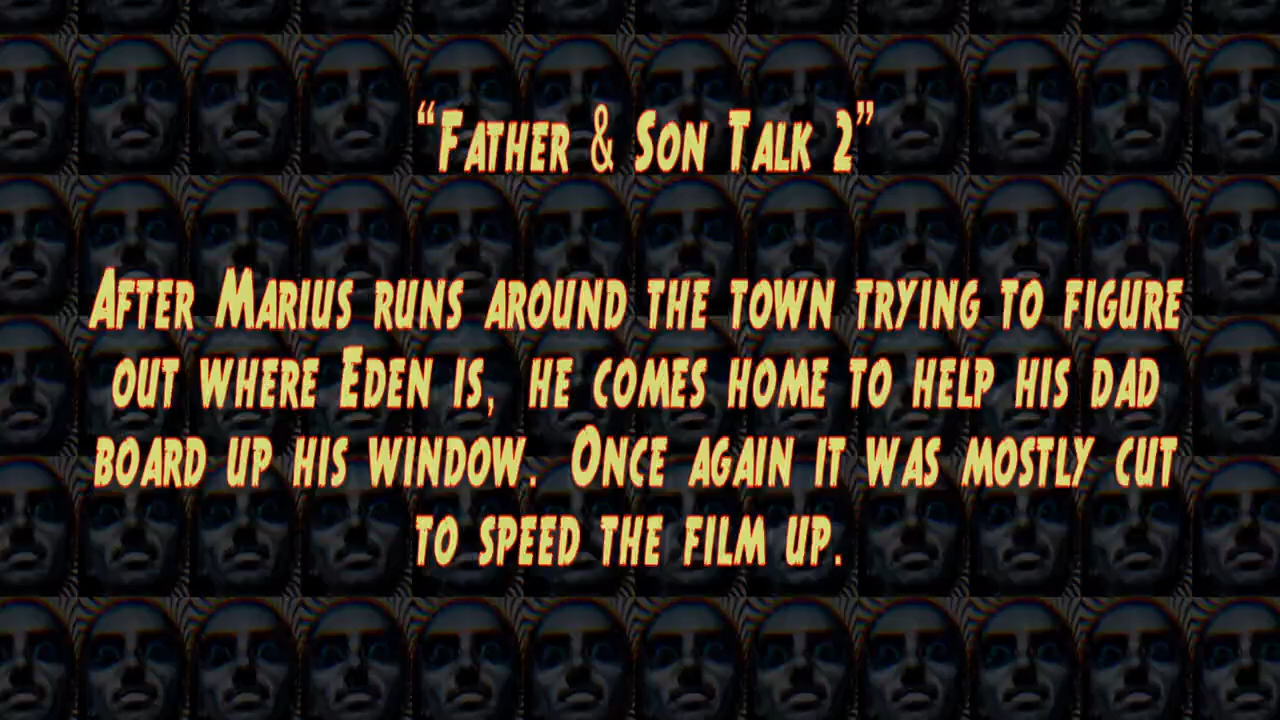 “Father & Son Talk 2”
After Marius runs around the town trying to figure
out where Eden is, he comes home to help his dad
board up his window. Once again it was mostly cut
to speed the film up.